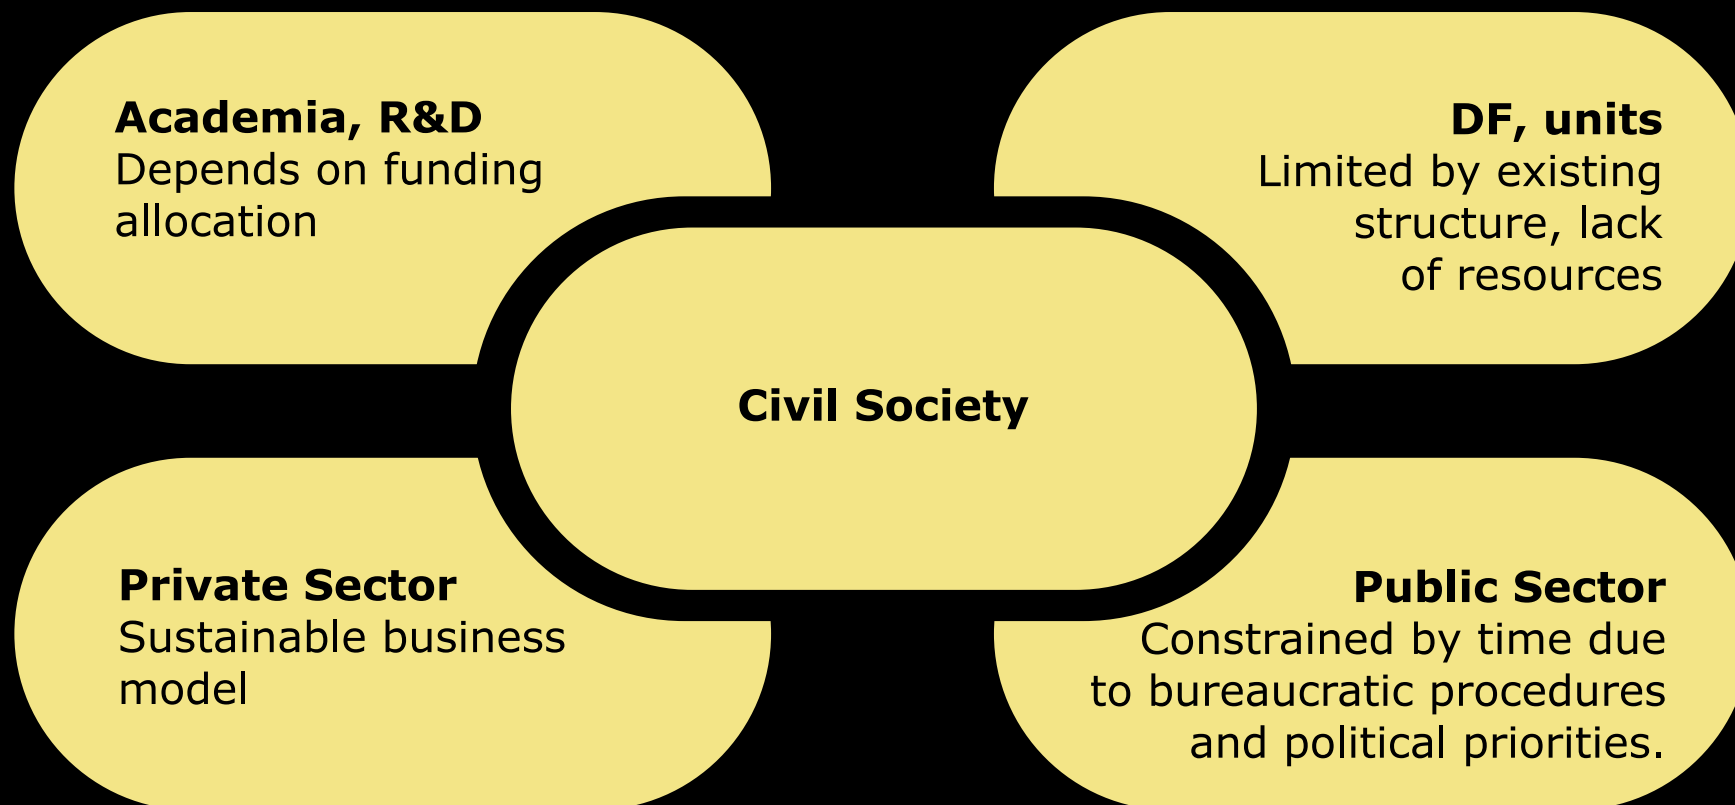 Academia, R&D
Depends on funding
allocation
DF, units
Limited by existing
structure, lack
of resources
Civil Society
Private Sector
Sustainable business
model
Public Sector
Constrained by time due
to bureaucratic procedures
and political priorities.